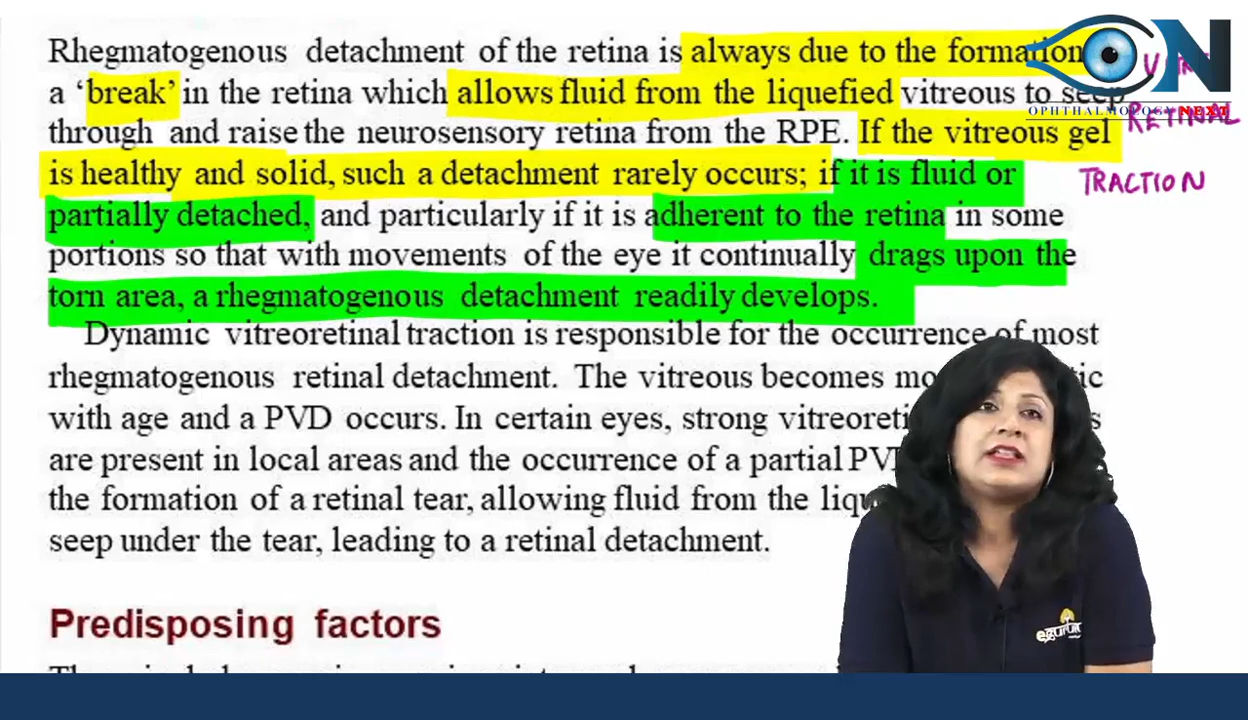 Rhegmatogenous detachment of the retina is always due to the formation
a ‘break’ in the retina which allows fluid from the liquefied vitreous to seep
through and raise the neurosensory retina from the RPE. If the vitreous gel
is healthy and solid, such a detachment rarely occurs; if it is fluid or
partially detached, and particularly if it is adherent to the retina in some
portions so that with movements of the eye it continually drags upon the
torn area, a rhegmatogenous detachment readily develops.
Dynamic vitreoretinal traction is responsible for the occurrence of most
rhegmatogenous retinal detachment. The vitreous becomes
with age and a PVD occurs. In certain eyes, strong
are present in local areas and the occurrence of a partial
the formation of a retinal tear, allowing fluid from the
seep under the tear, leading to a retinal detachment.
Predisposing factors
ON
OPHTHALMOLOGY NEXT
RETINAL
TRACTION